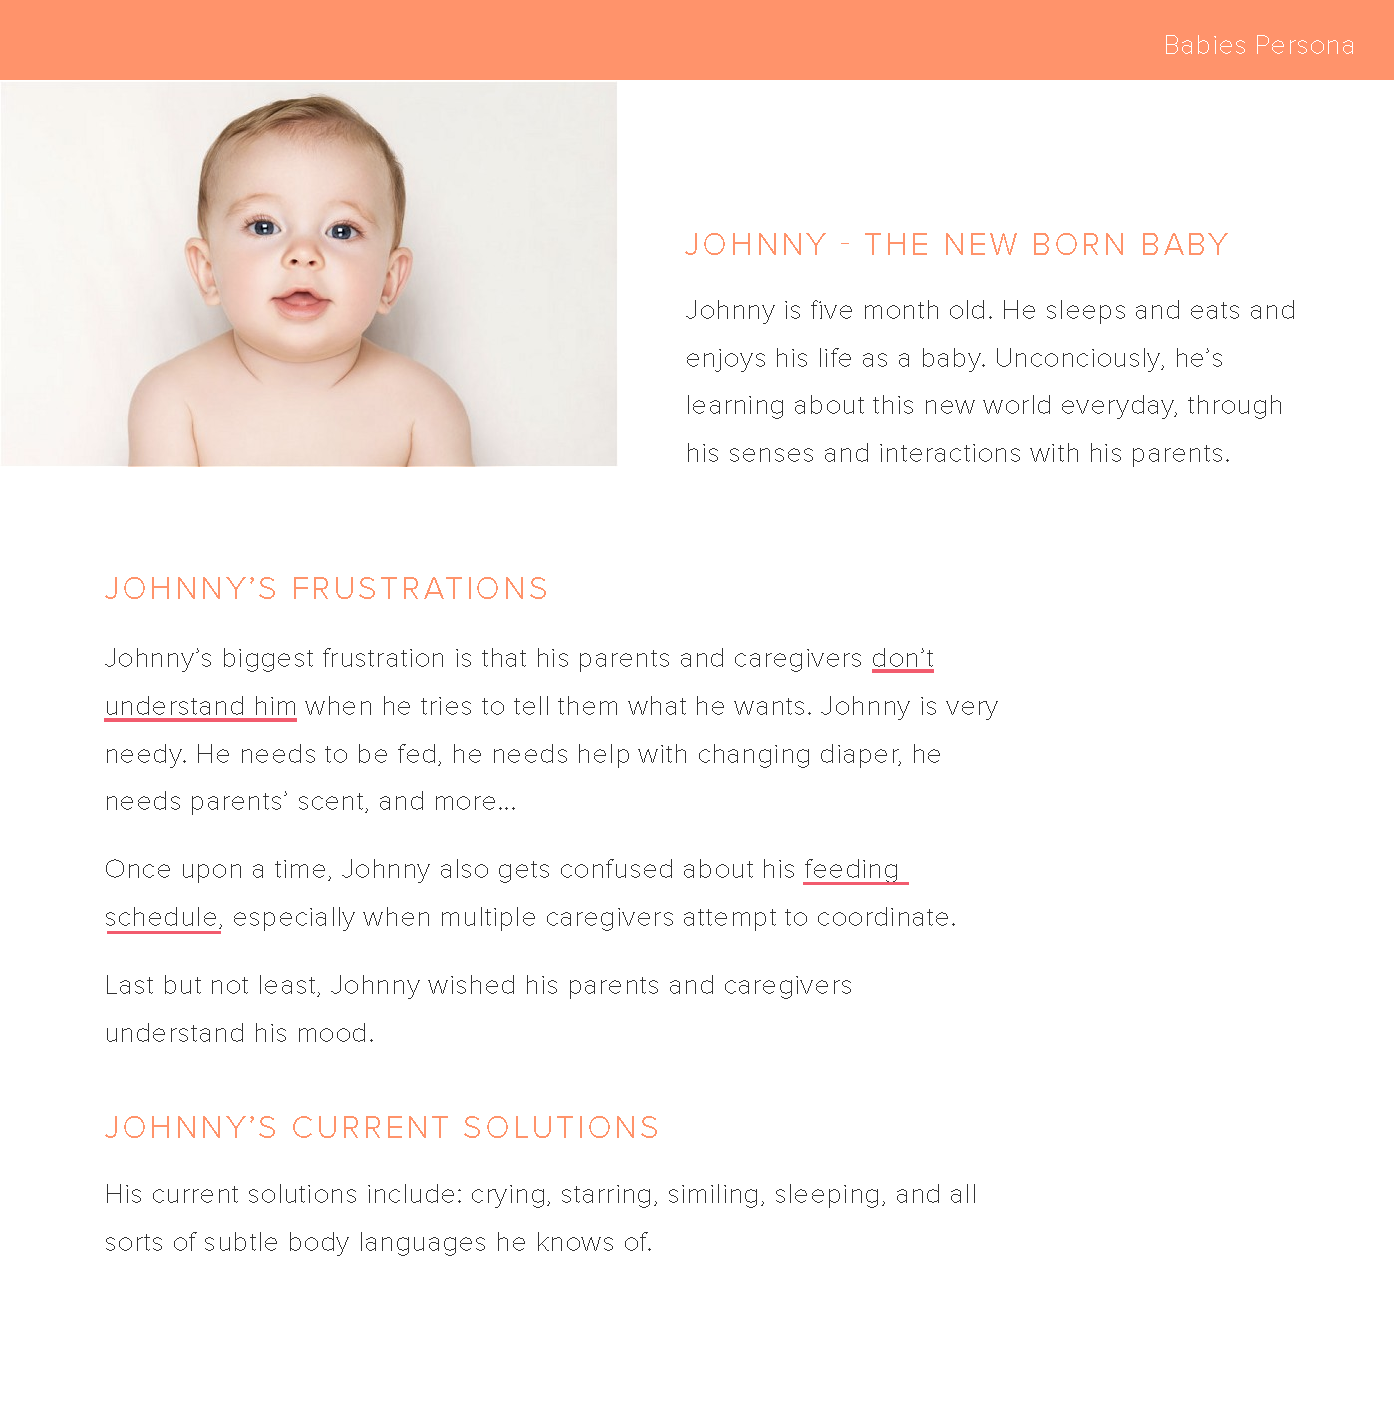 Babies Persona
JOHNNY - THE NEW BORN BABY
Johnny is five month old. He sleeps and eats and
enjoys his life as a baby. Unconciously, he’s
learning about this new world everyday, through
his senses and interactions with his parents.
JOHNNY’S FRUSTRATIONS
Johnny’s biggest frustration is that his parents and caregivers don’t
understand him when he tries to tell them what he wants. Johnny is very
needy. He needs to be fed, he needs help with changing diaper, he
needs parents’ scent, and more...
Once upon a time, Johnny also gets confused about his feeding
schedule, especially when multiple caregivers attempt to coordinate.
Last but not least, Johnny wished his parents and caregivers
understand his mood.
JOHNNY’S CURRENT SOLUTIONS
His current solutions include: crying, starring, similing, sleeping, and all
sorts of subtle body languages he knows of.